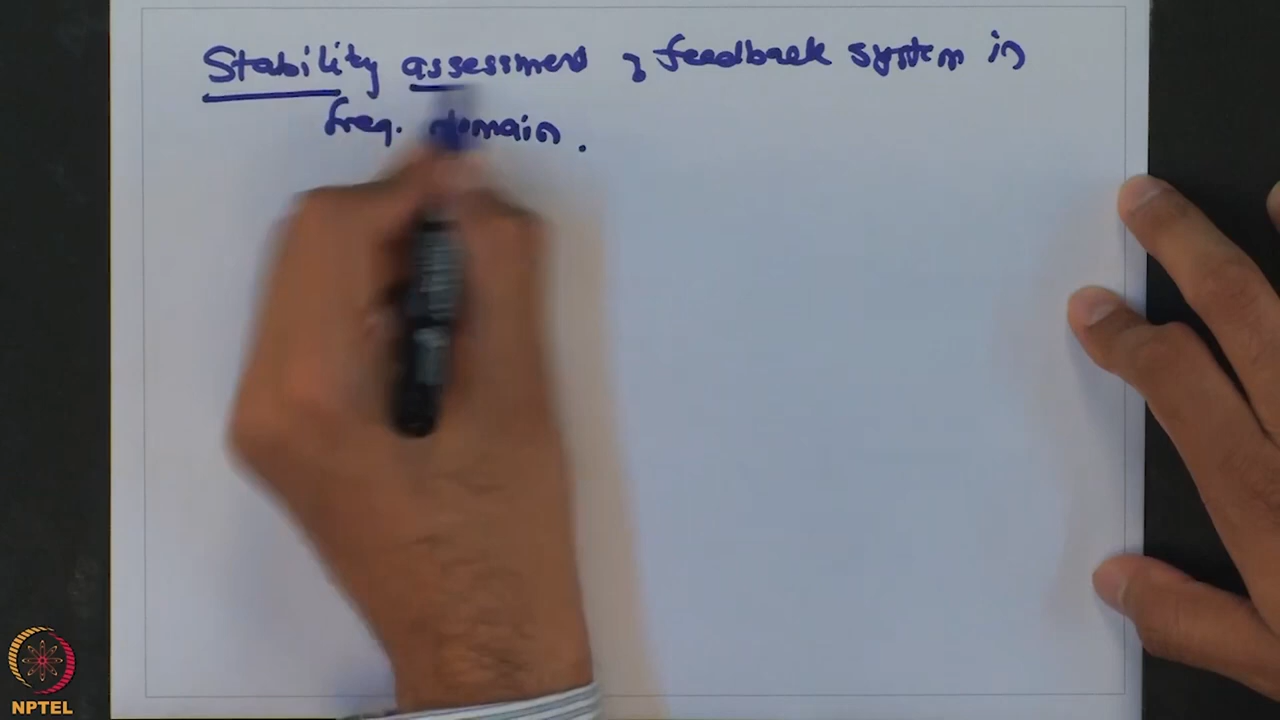 Stability assessment of feedback system in
freq. domain.
NPTEL